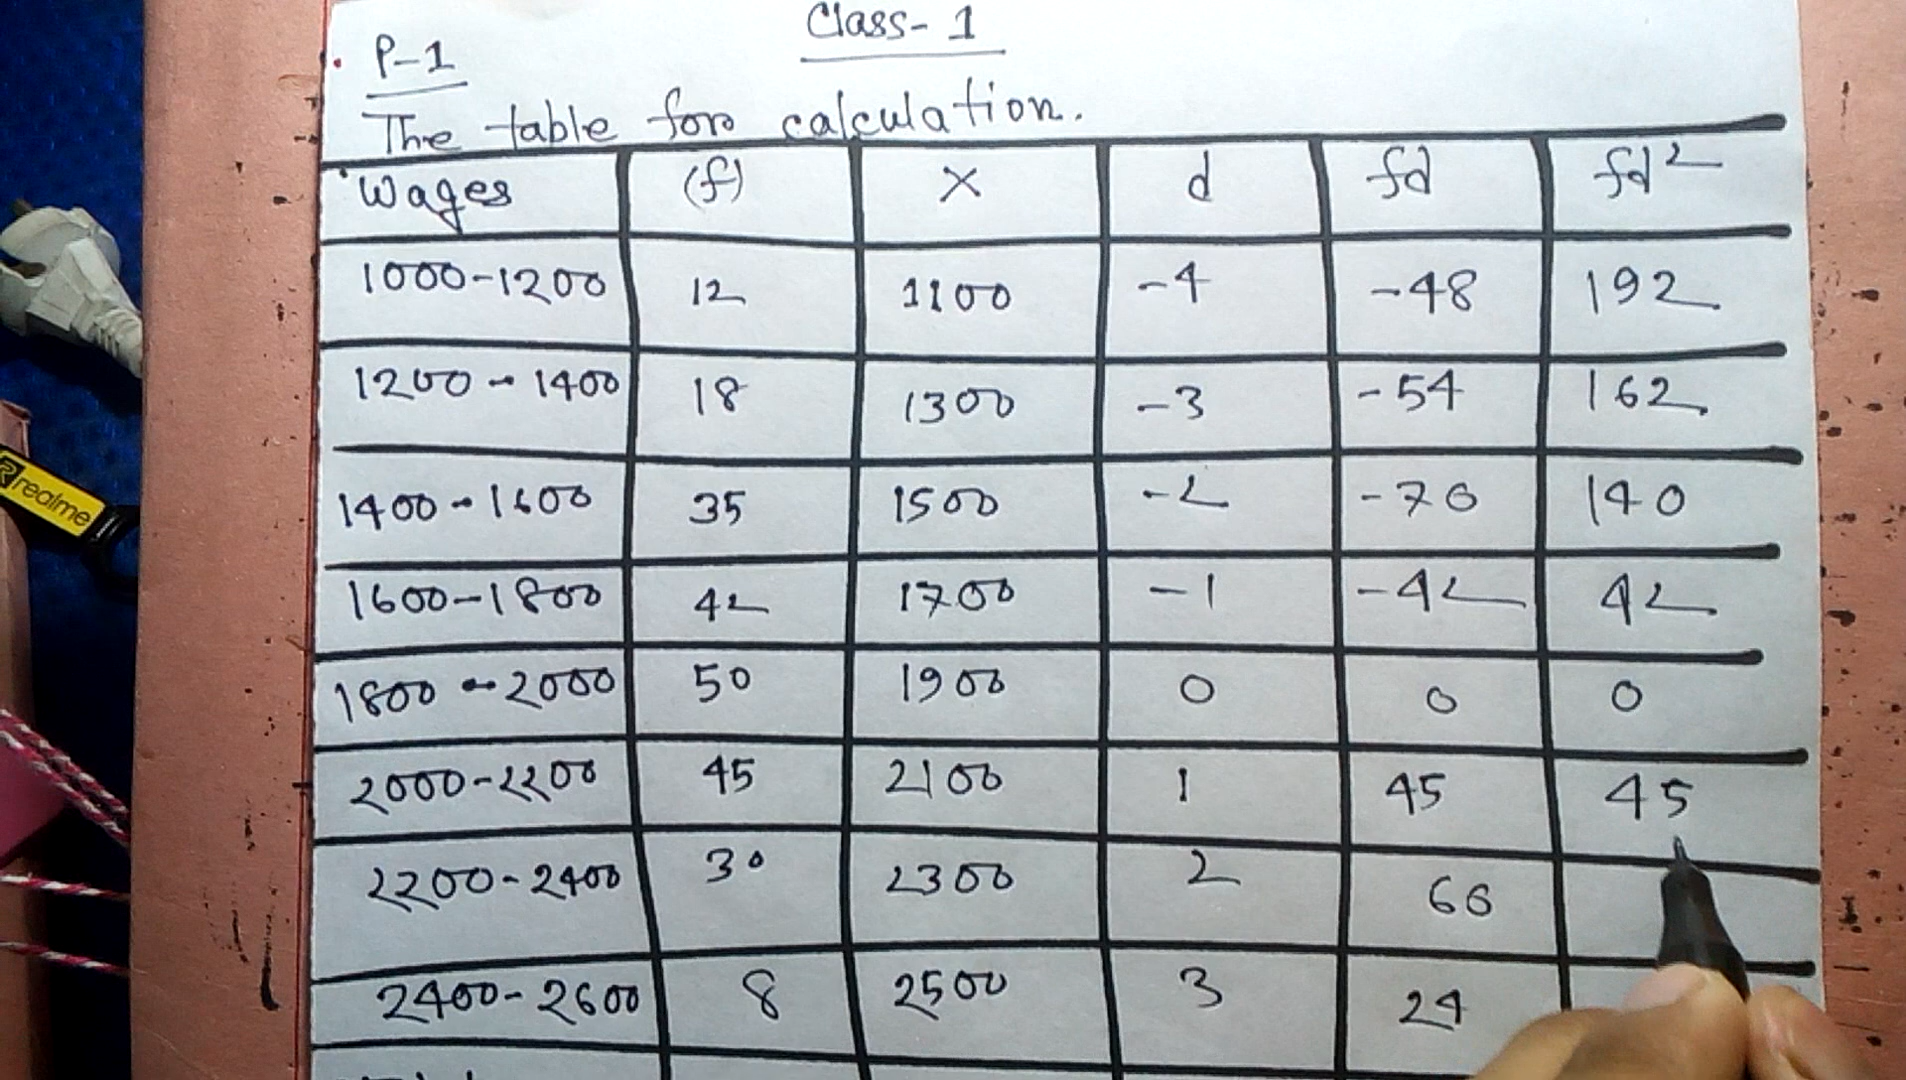 Class- 1
P-1
The table for calculation.
Wages (f) X d fd fd²
1000-1200 12 1100 -4 -48 192
1200-1400 18 1300 -3 -54 162
1400-1600 35 1500 -2 -70 140
1600-1800 42 1700 -1 -42 42
1800-2000 50 1900 0 0 0
2000-2200 45 2100 1 45 45
2200-2400 30 2300 2 60
2400-2600 8 2500 3 24
realme